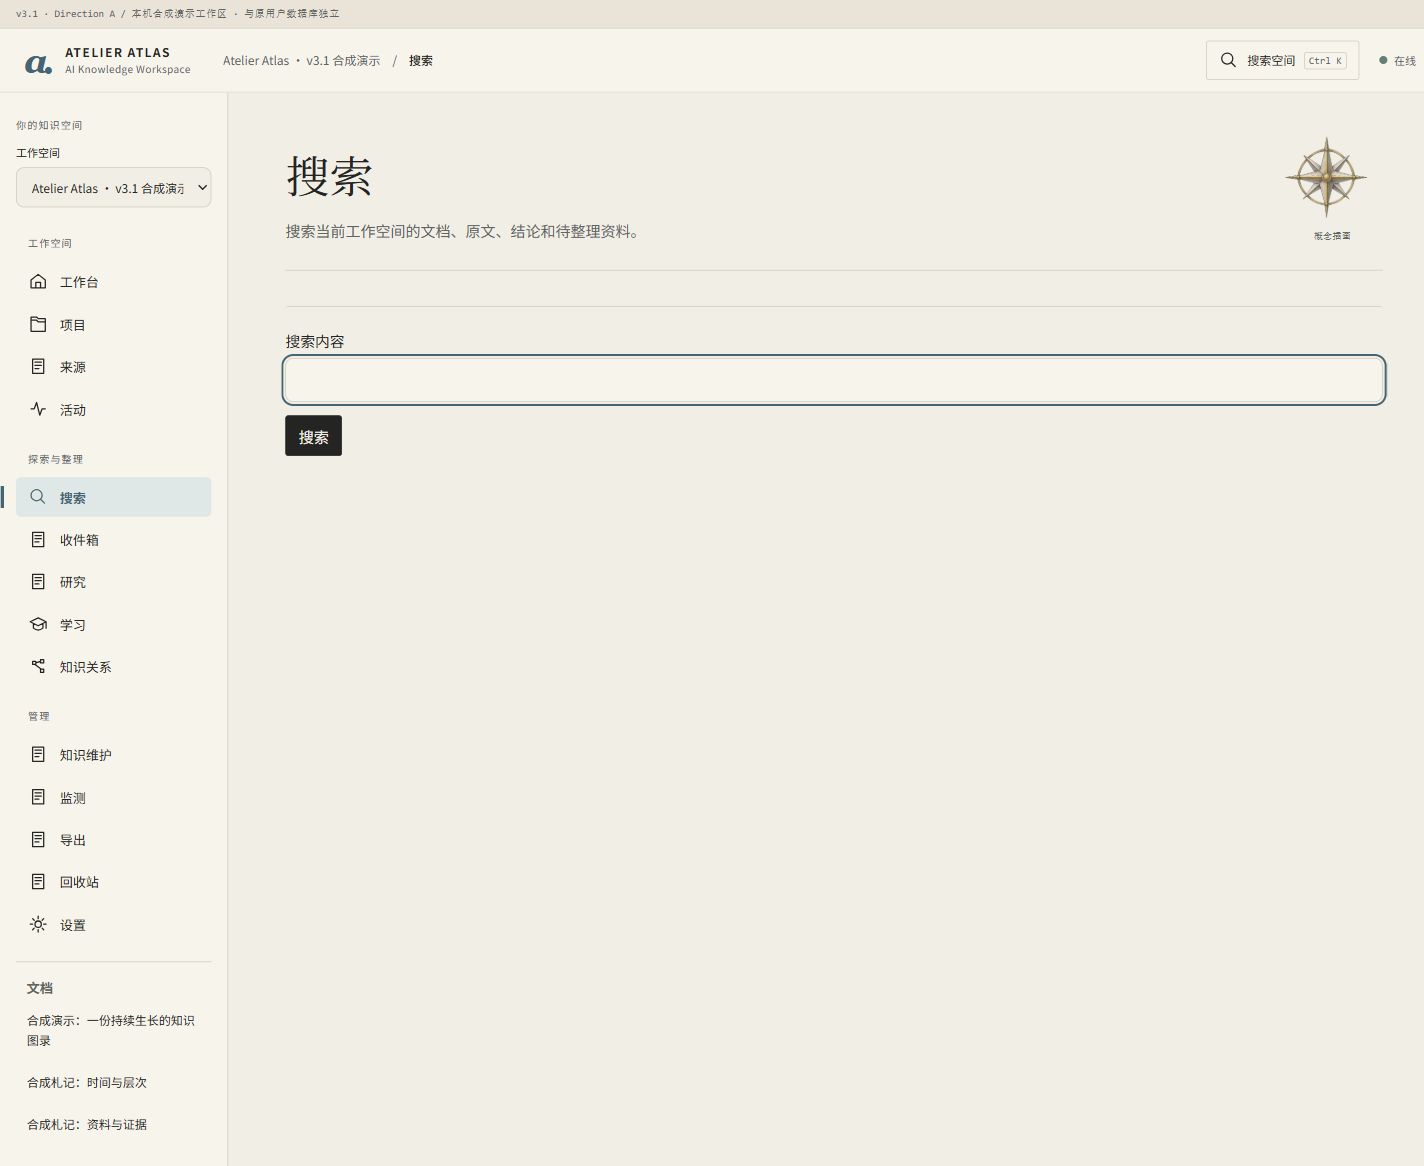 v3.1 · Direction A / 本机合成演示工作区 · 与原用户数据库独立
a.
ATELIER ATLAS
AI Knowledge Workspace
Atelier Atlas · v3.1 合成演示 / 搜索
搜索空间 Ctrl K
在线
你的知识空间
工作空间
Atelier Atlas · v3.1 合成演示
工作空间
工作台
项目
来源
活动
探索与整理
搜索
收件箱
研究
学习
知识关系
管理
知识维护
监测
导出
回收站
设置
文档
合成演示：一份持续生长的知识
图录
合成札记：时间与层次
合成札记：资料与证据
搜索
搜索当前工作空间的文档、原文、结论和待整理资料。
概念插画
搜索内容
搜索